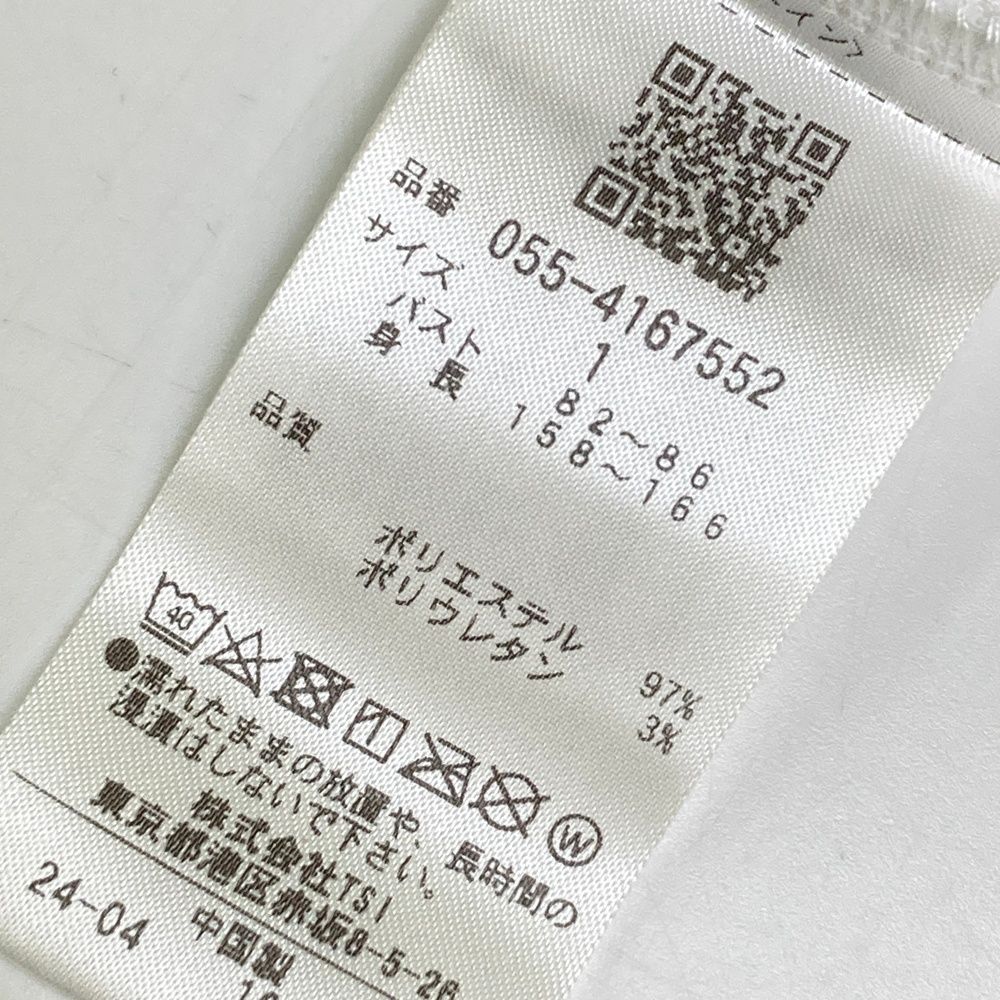 イン)
品番 055-4167552
サイズ 1
バスト 82～86
身長 158～166
品質
ポリエステル 97%
ポリウレタン 3%
40
W
●濡れたままの放置や、長時間の
浸漬はしないで下さい。
株式会社TSI
東京都港区赤坂8-5-26
24-04 中国製